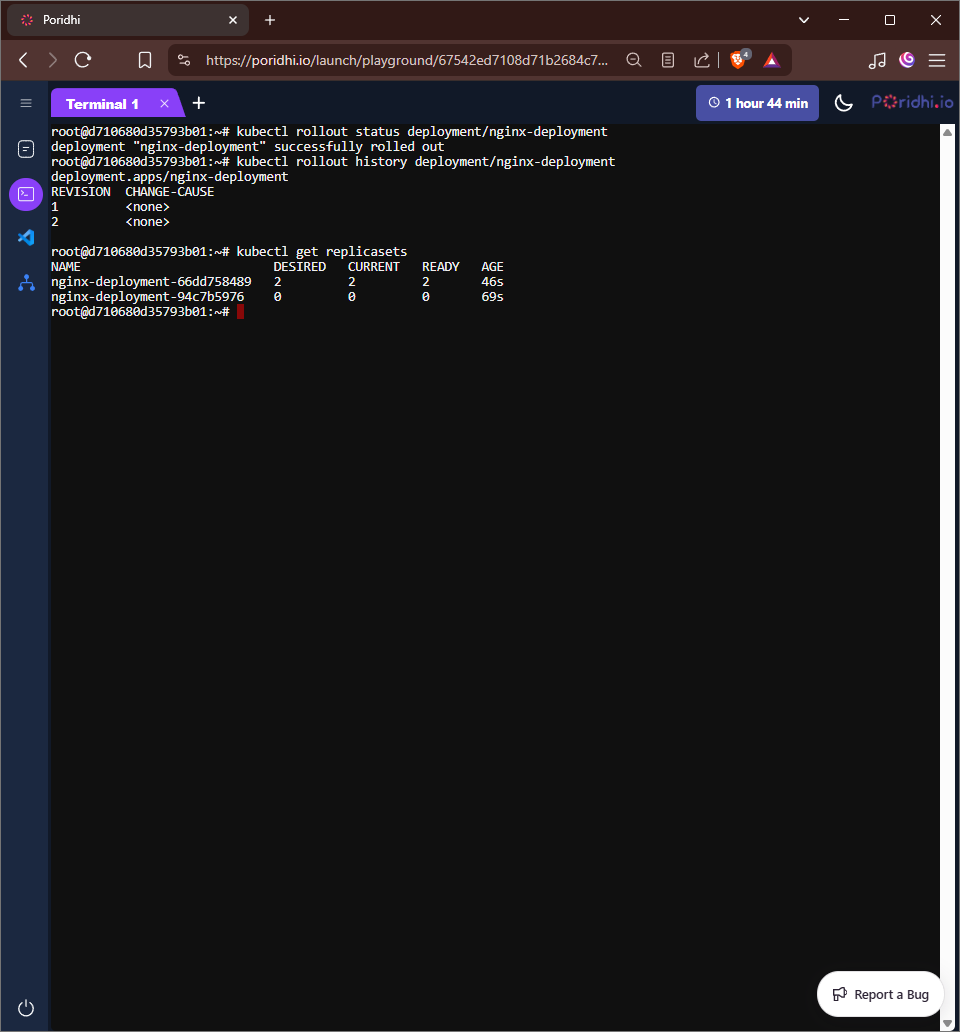 Poridhi
https://poridhi.io/launch/playground/67542ed7108d71b2684c7...
4
Terminal 1
1 hour 44 min
Poridhi.io
root@d710680d35793b01:~# kubectl rollout status deployment/nginx-deployment
deployment "nginx-deployment" successfully rolled out
root@d710680d35793b01:~# kubectl rollout history deployment/nginx-deployment
deployment.apps/nginx-deployment
REVISION  CHANGE-CAUSE
1         <none>
2         <none>
root@d710680d35793b01:~# kubectl get replicasets
NAME                          DESIRED   CURRENT   READY   AGE
nginx-deployment-66dd758489   2         2         2       46s
nginx-deployment-94c7b5976    0         0         0       69s
root@d710680d35793b01:~#
Report a Bug